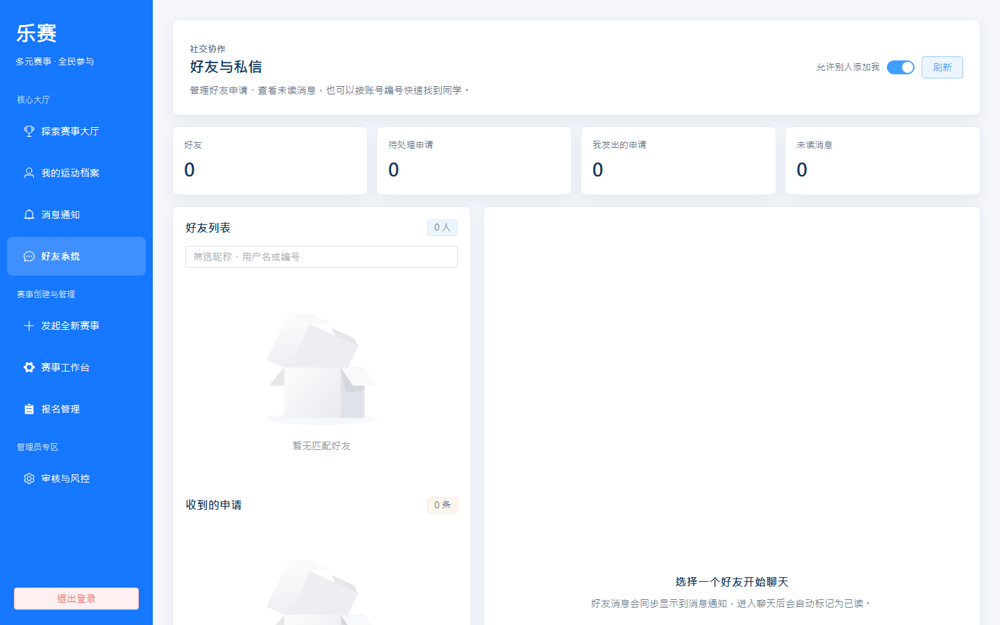 乐赛
多元赛事 · 全民参与
核心大厅
探索赛事大厅
我的运动档案
消息通知
好友系统
赛事创建与管理
发起全新赛事
赛事工作台
报名管理
管理员专区
审核与风控
退出登录
社交协作
好友与私信
管理好友申请、查看未读消息，也可以按账号编号快速找到同学。
允许别人添加我
刷新
好友
0
待处理申请
0
我发出的申请
0
未读消息
0
好友列表
0 人
筛选昵称、用户名或编号
暂无匹配好友
收到的申请
0 条
选择一个好友开始聊天
好友消息会同步显示到消息通知，进入聊天后会自动标记为已读。